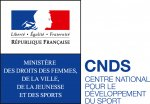 Liberté • Égalité • Fraternité
RÉPUBLIQUE FRANÇAISE
MINISTÈRE
DES DROITS DES FEMMES,
DE LA VILLE,
DE LA JEUNESSE
ET DES SPORTS
CNDS
CENTRE NATIONAL
POUR LE
DÉVELOPPEMENT
DU SPORT